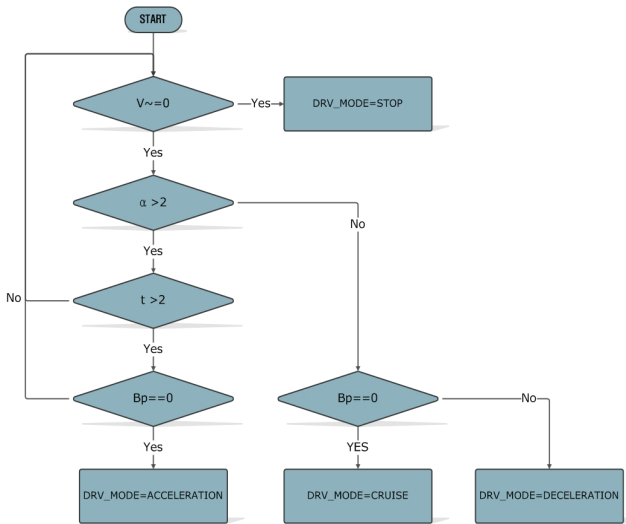 START
V~=0
Yes
DRV_MODE=STOP
Yes
α >2
No
Yes
No
t >2
Yes
Bp==0
Bp==0
No
Yes
YES
DRV_MODE=ACCELERATION
DRV_MODE=CRUISE
DRV_MODE=DECELERATION